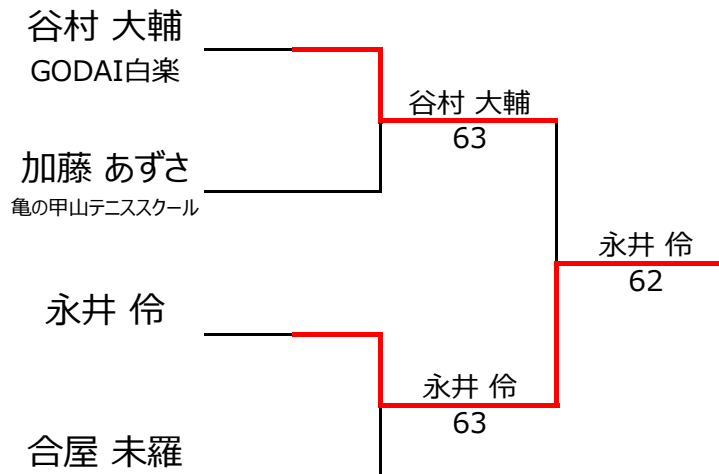 谷村 大輔
GODAI白楽
谷村 大輔
63
加藤 あずさ
亀の甲山テニススクール
永井 伶
62
永井 伶
永井 伶
63
合屋 未羅